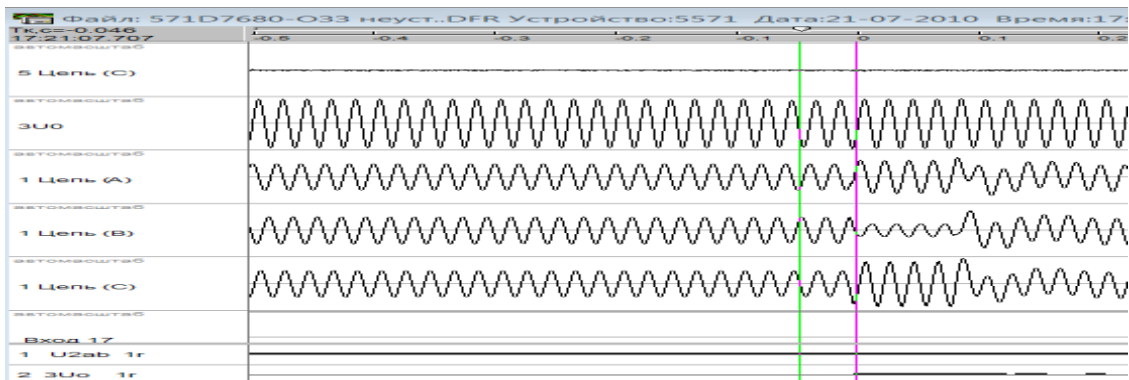 Файл: 571D7680-ОЗЗ неуст..DFR Устройство:5571 Дата:21-07-2010 Время:17:
Тк,с=-0.046
17:21:07.707
-0.5 -0.4 -0.3 -0.2 -0.1 0 0.1 0.2
автомасштаб
5 Цепь (C)
автомасштаб
3U0
автомасштаб
1 Цепь (A)
автомасштаб
1 Цепь (B)
автомасштаб
1 Цепь (C)
автомасштаб
Вход 17
1 U2ab 1г
2 3Uo 1г